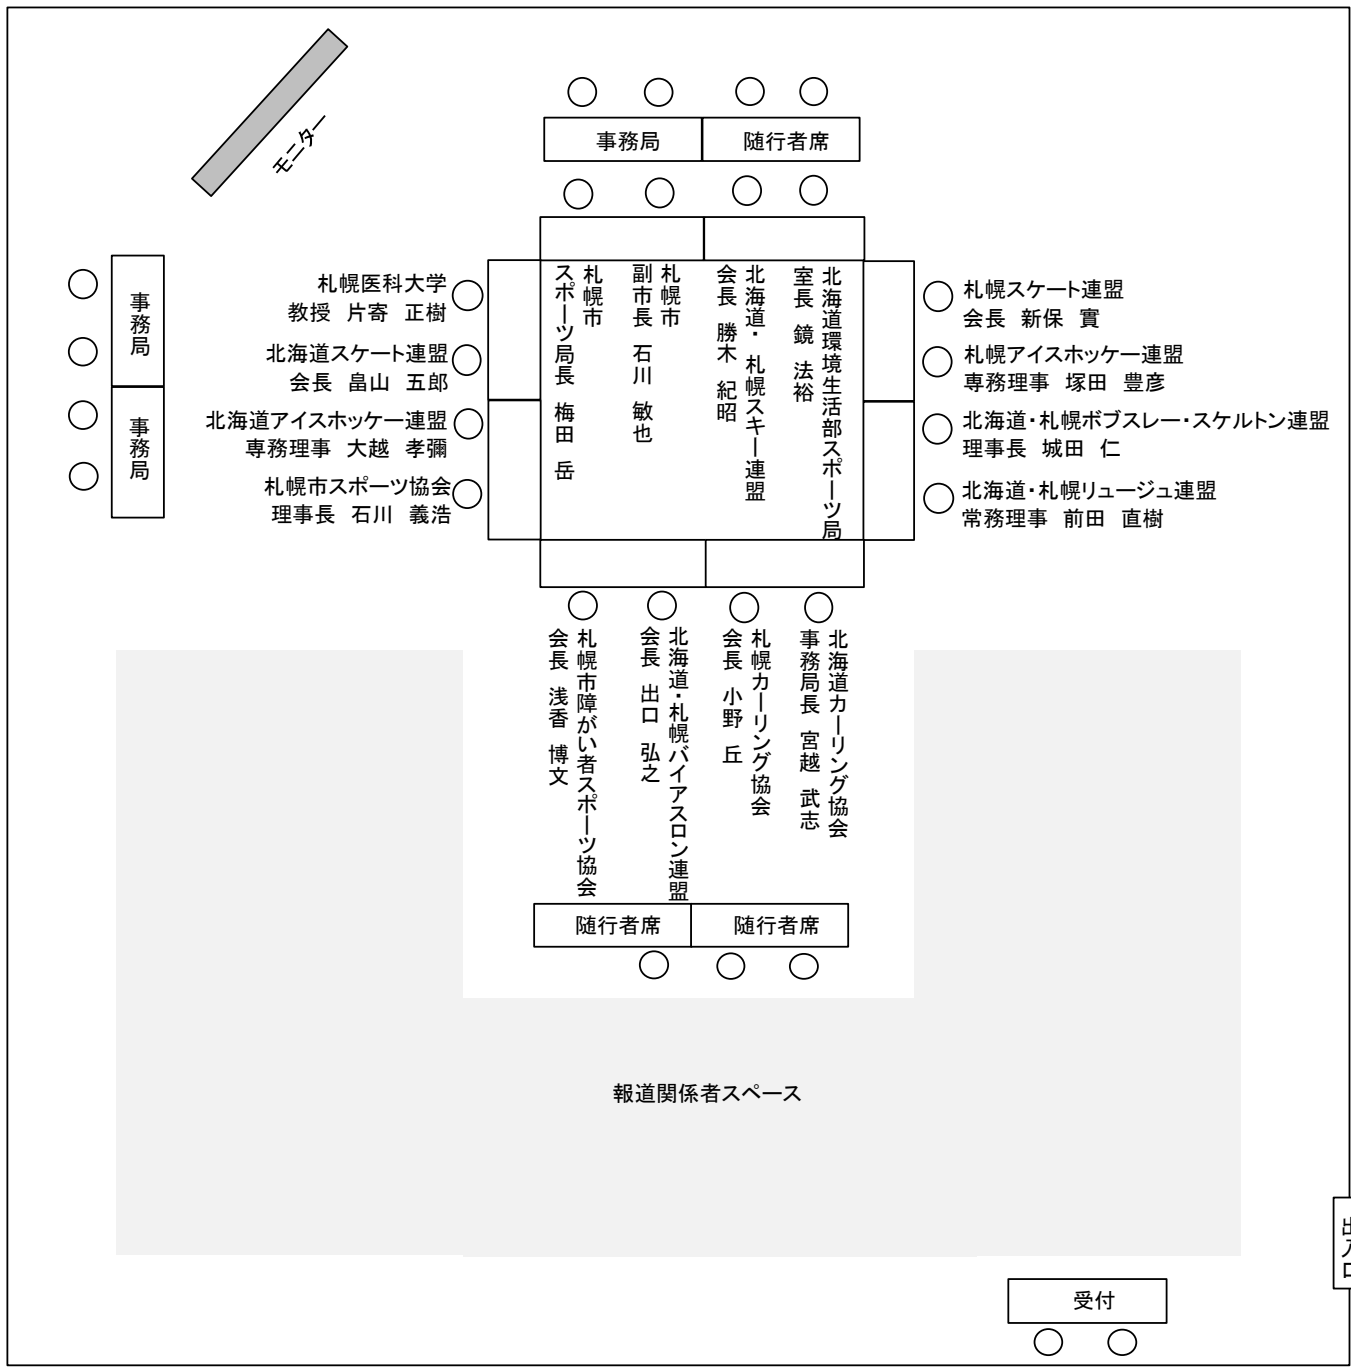 モニター
事務局
随行者席
事務局
事務局
札幌医科大学
教授 片寄 正樹
北海道スケート連盟
会長 畠山 五郎
北海道アイスホッケー連盟
専務理事 大越 孝彌
札幌市スポーツ協会
理事長 石川 義浩
札幌市
スポーツ局長 梅田 岳
札幌市
副市長 石川 敏也
北海道・札幌スキー連盟
会長 勝木 紀昭
北海道環境生活部スポーツ局
室長 鏡 法裕
札幌スケート連盟
会長 新保 實
札幌アイスホッケー連盟
専務理事 塚田 豊彦
北海道・札幌ボブスレー・スケルトン連盟
理事長 城田 仁
北海道・札幌リュージュ連盟
常務理事 前田 直樹
札幌市障がい者スポーツ協会
会長 浅香 博文
北海道・札幌バイアスロン連盟
会長 出口 弘之
札幌カーリング協会
会長 小野 丘
北海道カーリング協会
事務局長 宮越 武志
随行者席
随行者席
報道関係者スペース
出入口
受付